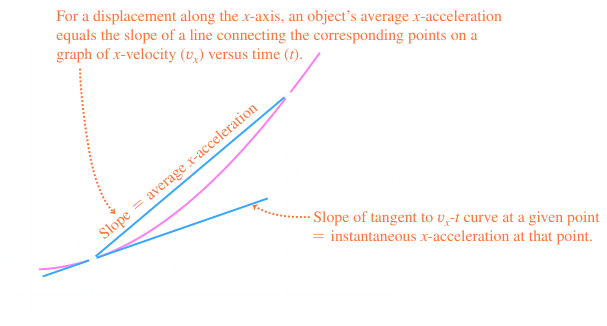 For a displacement along the x-axis, an object’s average x-acceleration
equals the slope of a line connecting the corresponding points on a
graph of x-velocity (vₓ) versus time (t).
Slope = average x-acceleration
Slope of tangent to vₓ-t curve at a given point
= instantaneous x-acceleration at that point.